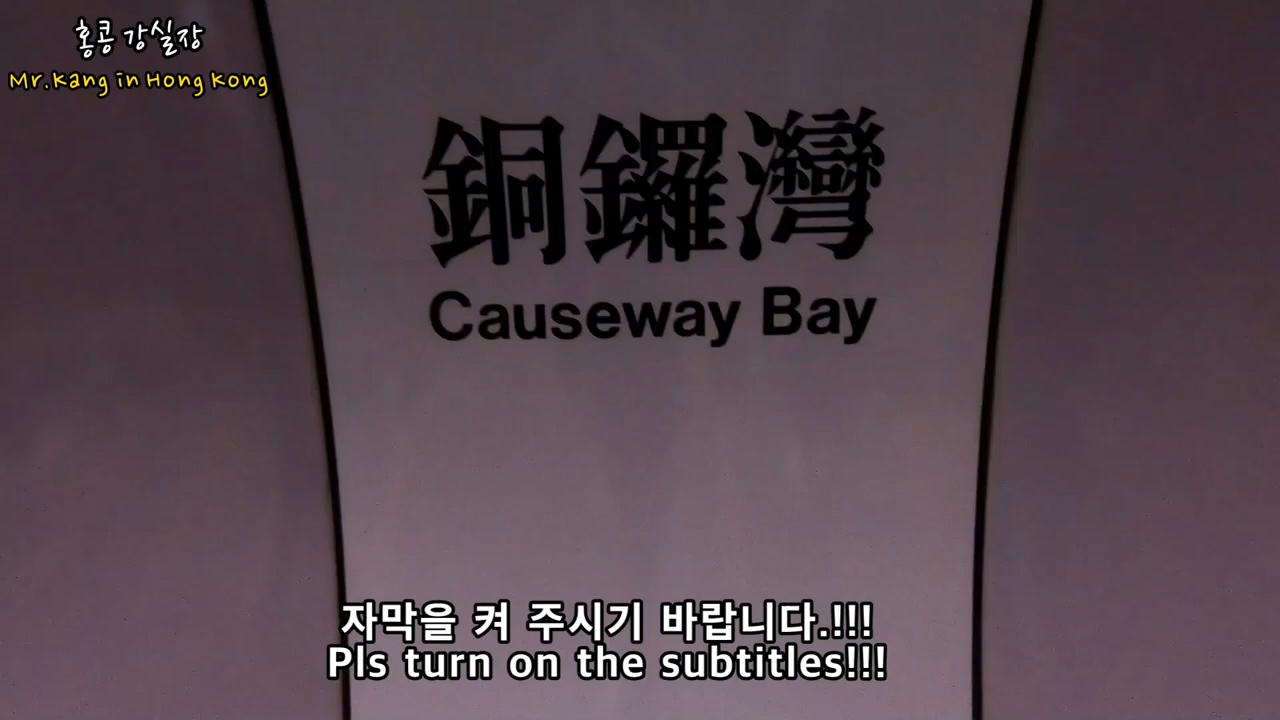 홍콩 강실장
Mr.Kang in Hong Kong
銅鑼灣
Causeway Bay
자막을 켜 주시기 바랍니다.!!!
Pls turn on the subtitles!!!